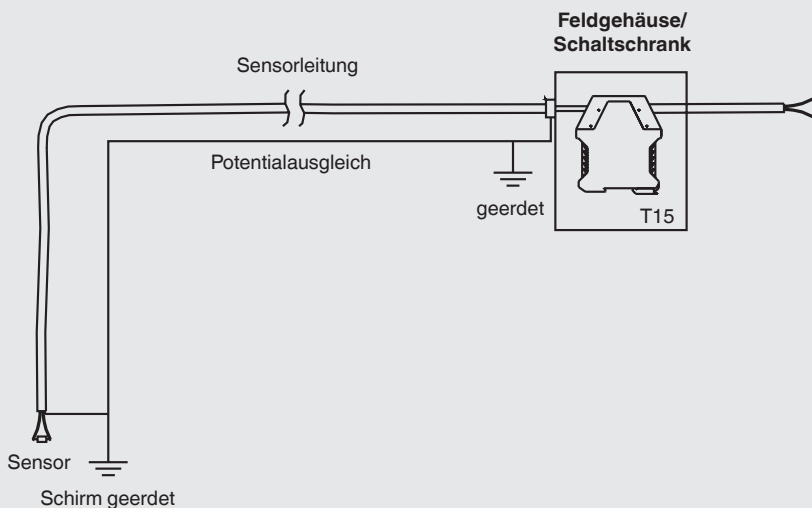 Feldgehäuse/
Schaltschrank
Sensorleitung
Potentialausgleich
geerdet
T15
Sensor
Schirm geerdet